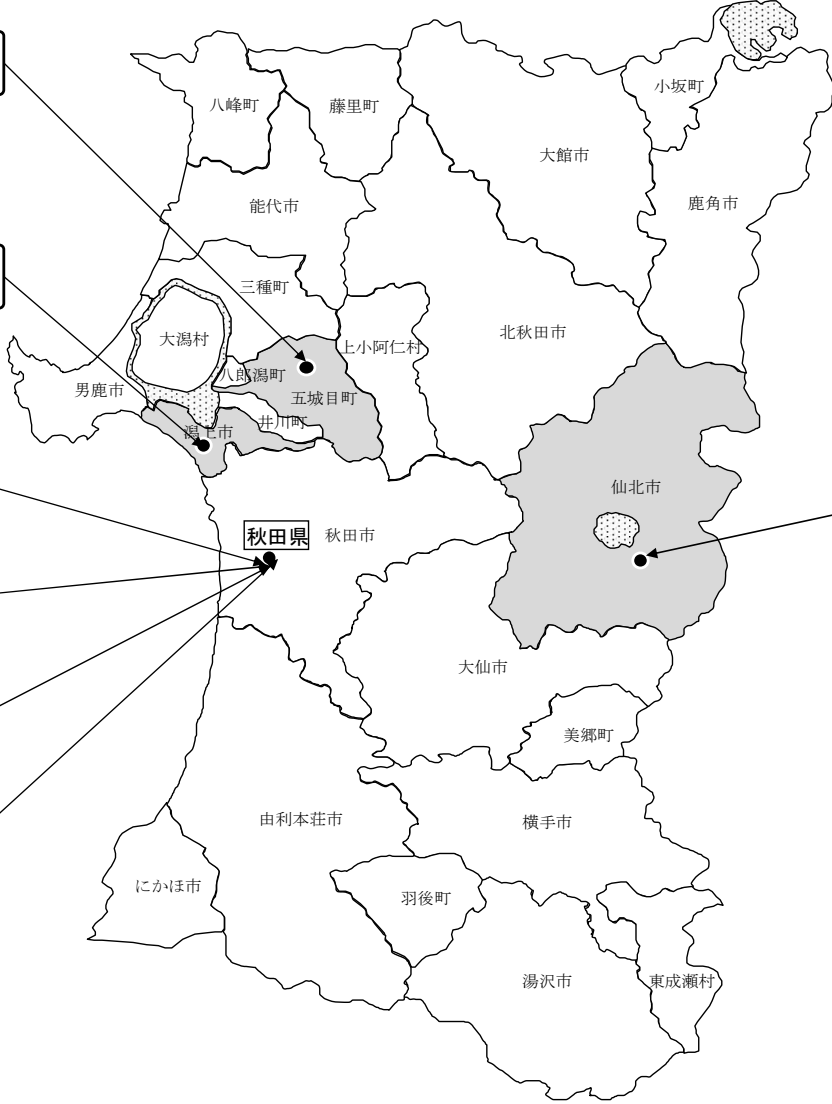 八峰町
藤里町
小坂町
大館市
鹿角市
能代市
三種町
大潟村
上小阿仁村
北秋田市
八郎潟町
男鹿市
五城目町
井川町
潟上市
仙北市
秋田県
秋田市
大仙市
美郷町
由利本荘市
横手市
にかほ市
羽後町
湯沢市
東成瀬村